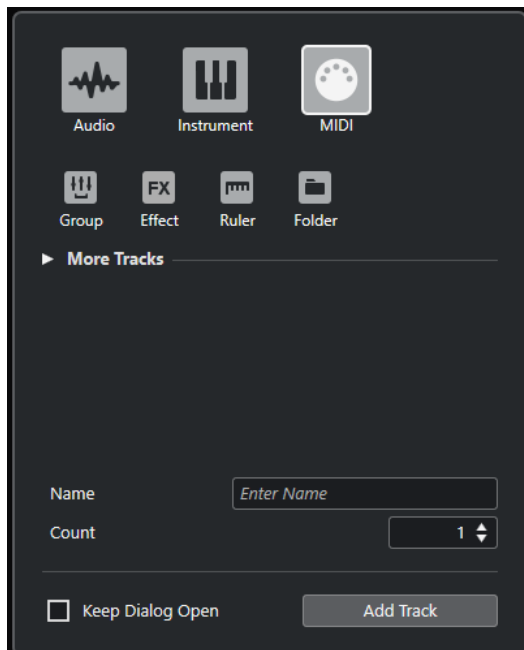 Audio Instrument MIDI
FX
Group Effect Ruler Folder
More Tracks
Name Enter Name
Count 1
Keep Dialog Open Add Track